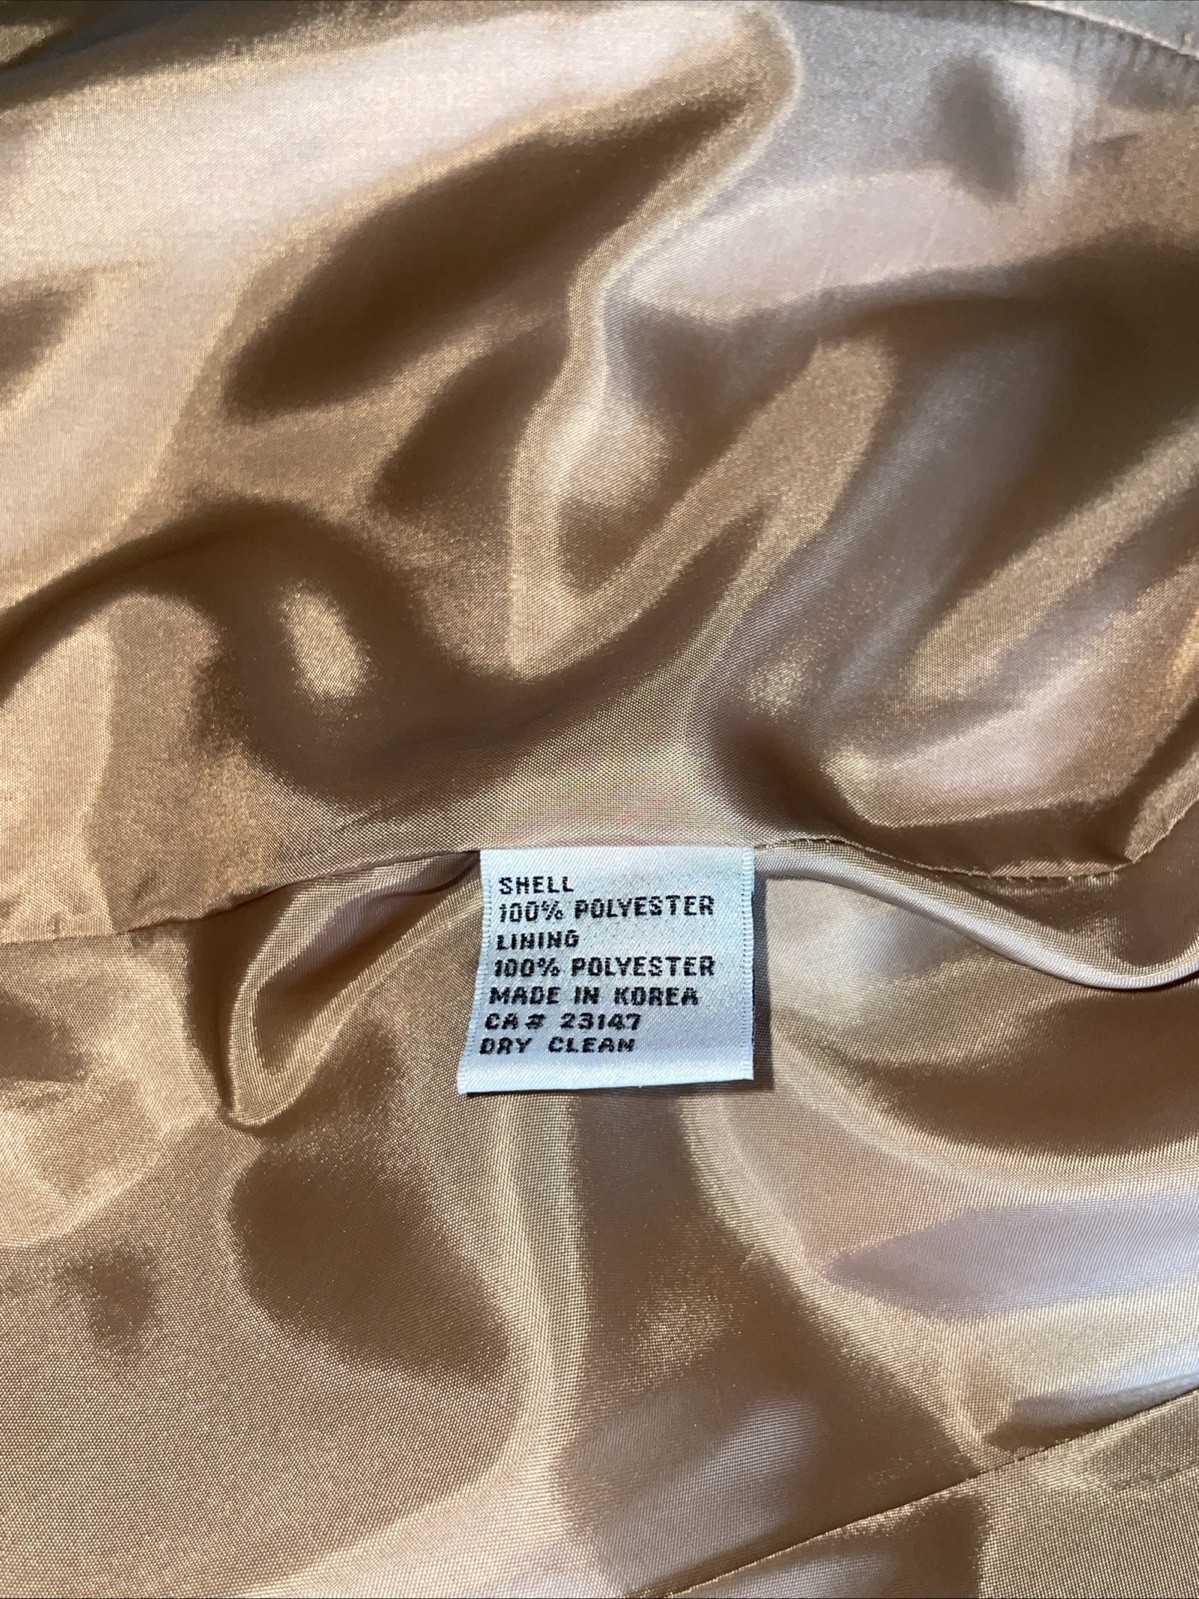 SHELL
100% POLYESTER
LINING
100% POLYESTER
MADE IN KOREA
CA# 23147
DRY CLEAN